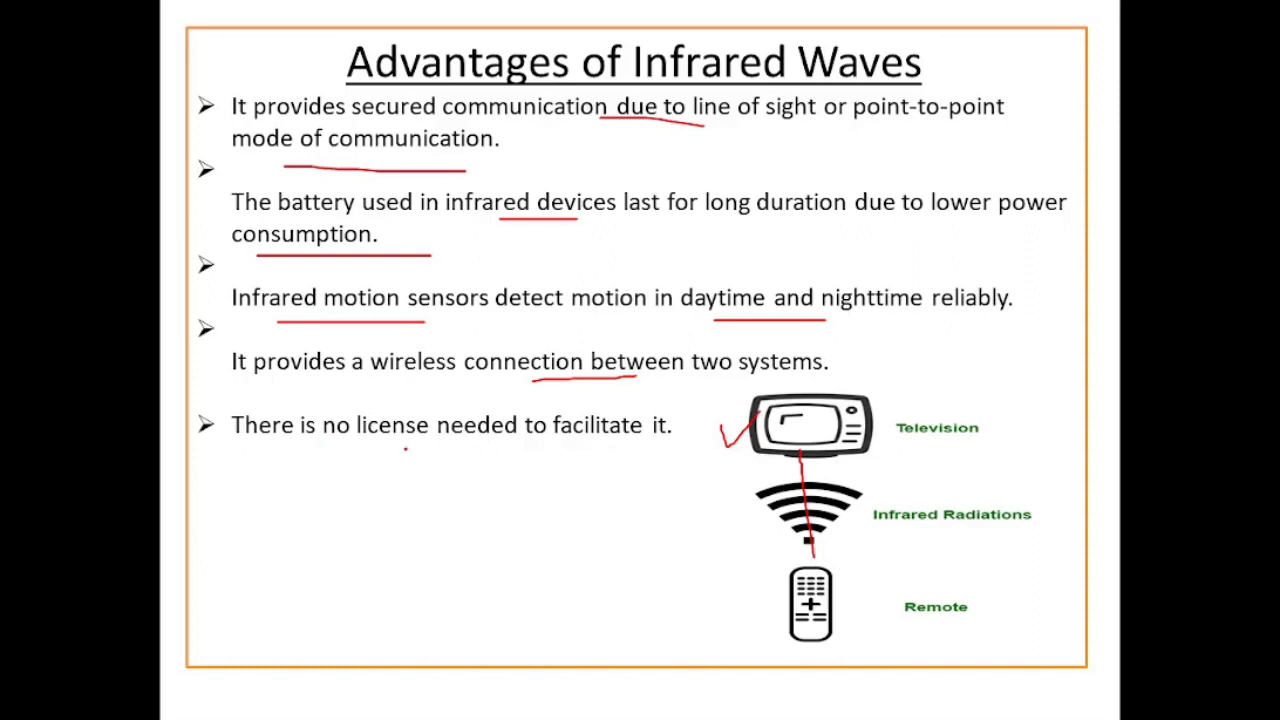 Advantages of Infrared Waves
➢ It provides secured communication due to line of sight or point-to-point
mode of communication.
➢
The battery used in infrared devices last for long duration due to lower power
consumption.
➢
Infrared motion sensors detect motion in daytime and nighttime reliably.
➢
It provides a wireless connection between two systems.
➢ There is no license needed to facilitate it.
Television
Infrared Radiations
Remote